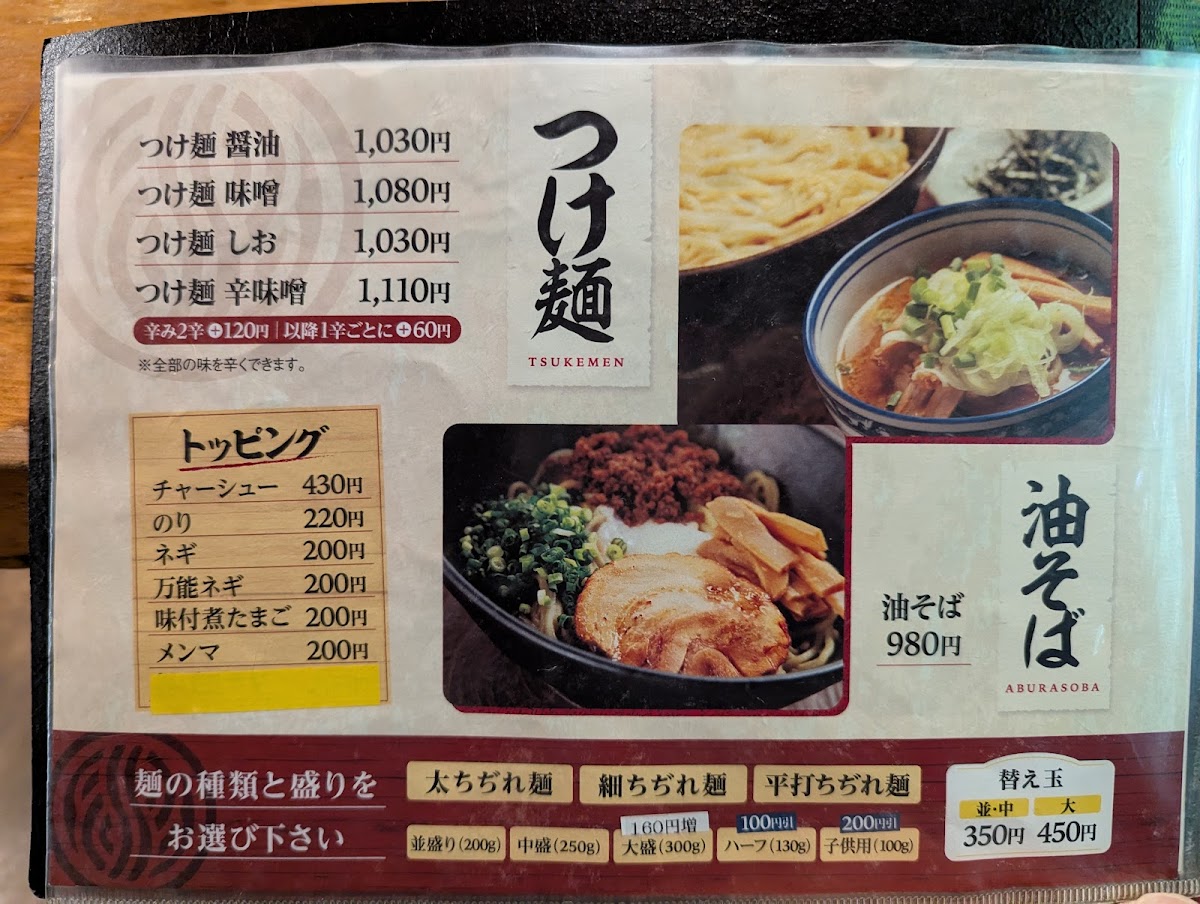 つけ麺 醤油 1,030円
つけ麺 味噌 1,080円
つけ麺 しお 1,030円
つけ麺 辛味噌 1,110円
辛み2辛+120円|以降1辛ごとに+60円
※全部の味を辛くできます。
つけ麺
TSUKEMEN
トッピング
チャーシュー 430円
のり 220円
ネギ 200円
万能ネギ 200円
味付煮たまご 200円
メンマ 200円
油そば
980円
油そば
ABURASOBA
麺の種類と盛りを
お選び下さい
太ちぢれ麺 細ちぢれ麺 平打ちぢれ麺
160円増 100円引 200円引
並盛り(200g) 中盛(250g) 大盛(300g) ハーフ(130g) 子供用(100g)
替え玉
並・中 大
350円 450円